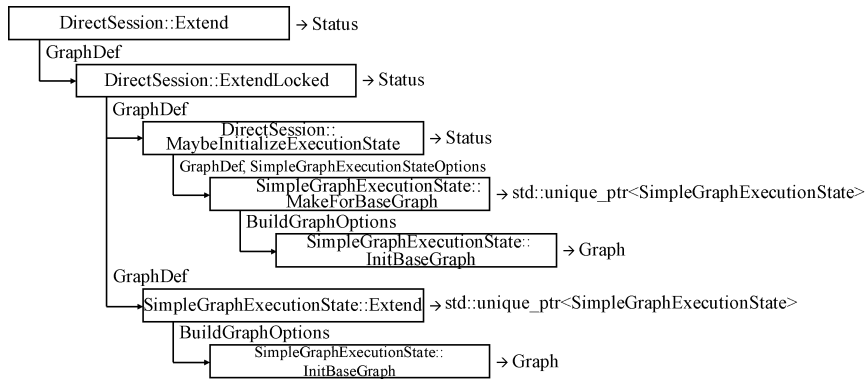 DirectSession::Extend → Status
GraphDef
DirectSession::ExtendLocked → Status
GraphDef
DirectSession::
MaybeInitializeExecutionState → Status
GraphDef, SimpleGraphExecutionStateOptions
SimpleGraphExecutionState::
MakeForBaseGraph → std::unique_ptr<SimpleGraphExecutionState>
BuildGraphOptions
SimpleGraphExecutionState::
InitBaseGraph → Graph
GraphDef
SimpleGraphExecutionState::Extend → std::unique_ptr<SimpleGraphExecutionState>
BuildGraphOptions
SimpleGraphExecutionState::
InitBaseGraph → Graph